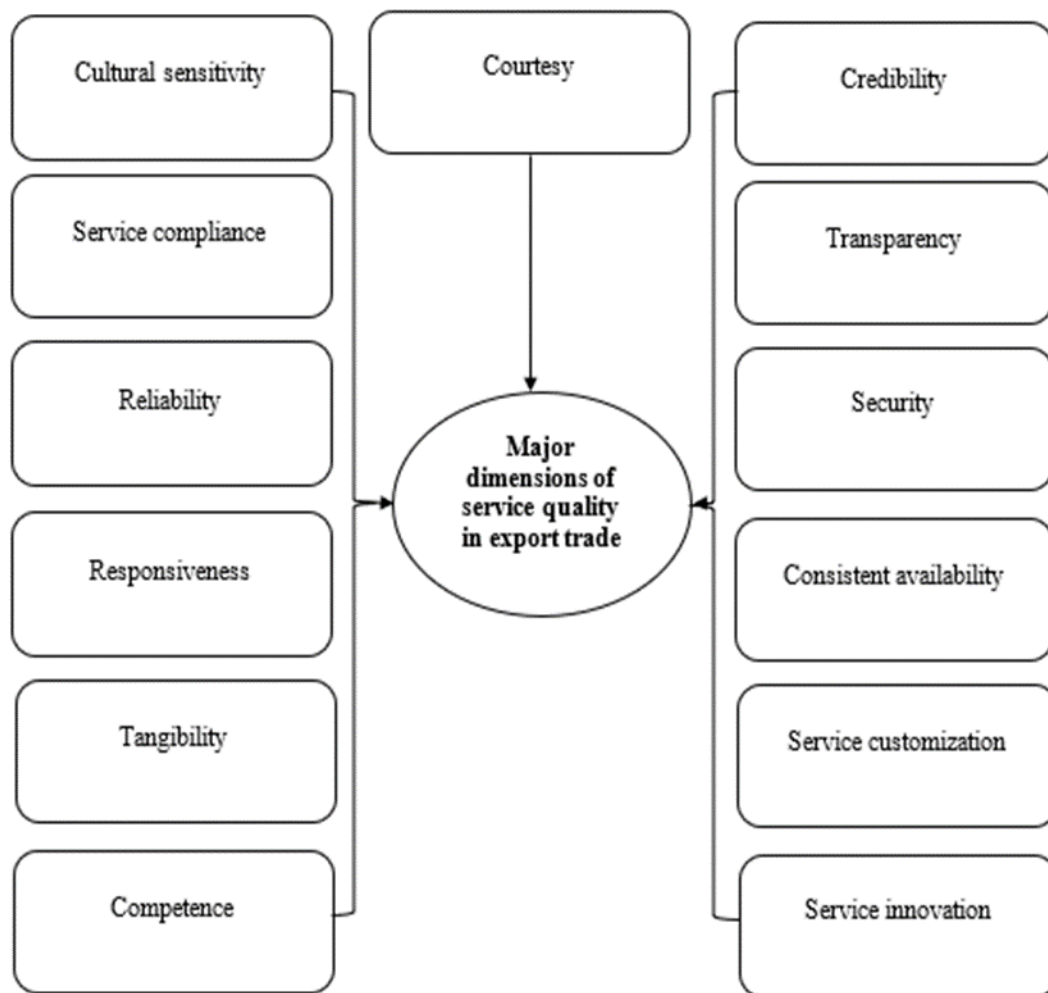 Cultural sensitivity
Service compliance
Reliability
Responsiveness
Tangibility
Competence
Courtesy
Major
dimensions of
service quality
in export trade
Credibility
Transparency
Security
Consistent availability
Service customization
Service innovation